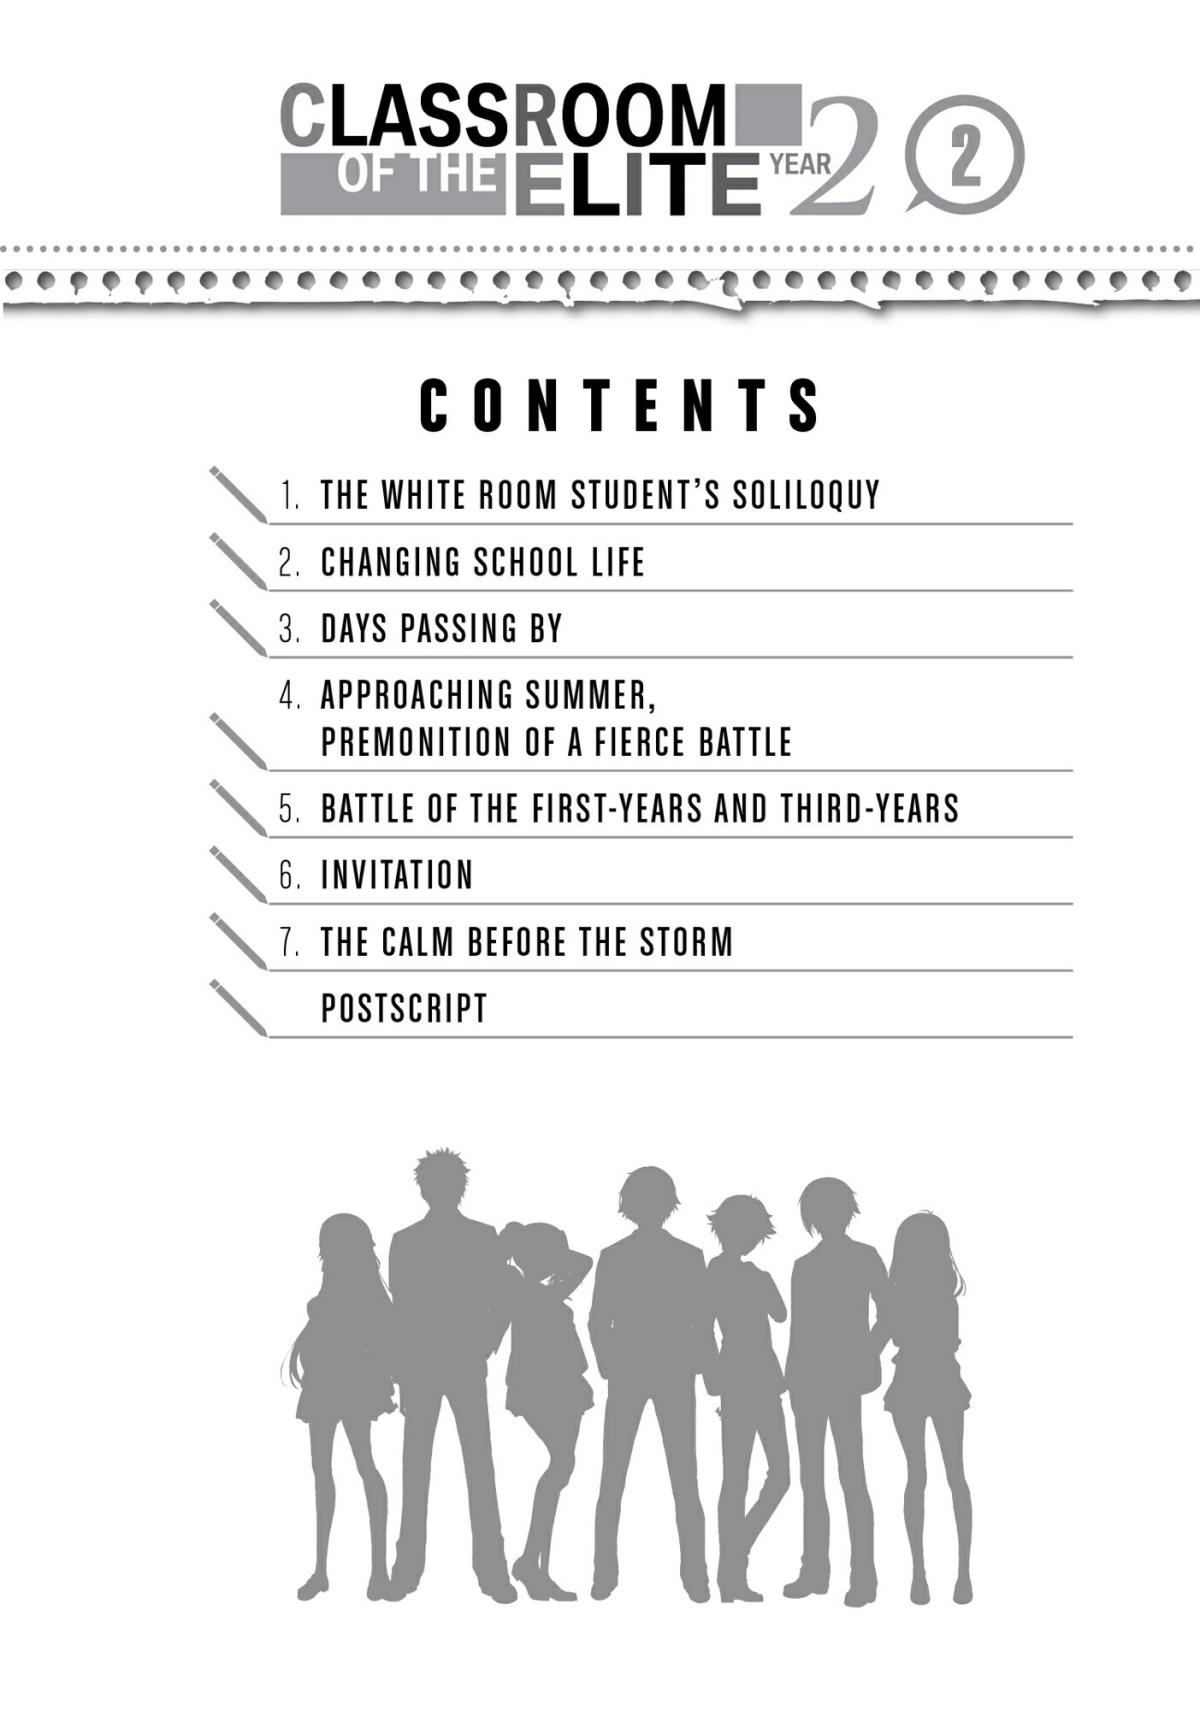 CLASSROOM
OF THE ELITE YEAR 2 2
CONTENTS
1. THE WHITE ROOM STUDENT’S SOLILOQUY
2. CHANGING SCHOOL LIFE
3. DAYS PASSING BY
4. APPROACHING SUMMER,
PREMONITION OF A FIERCE BATTLE
5. BATTLE OF THE FIRST-YEARS AND THIRD-YEARS
6. INVITATION
7. THE CALM BEFORE THE STORM
POSTSCRIPT